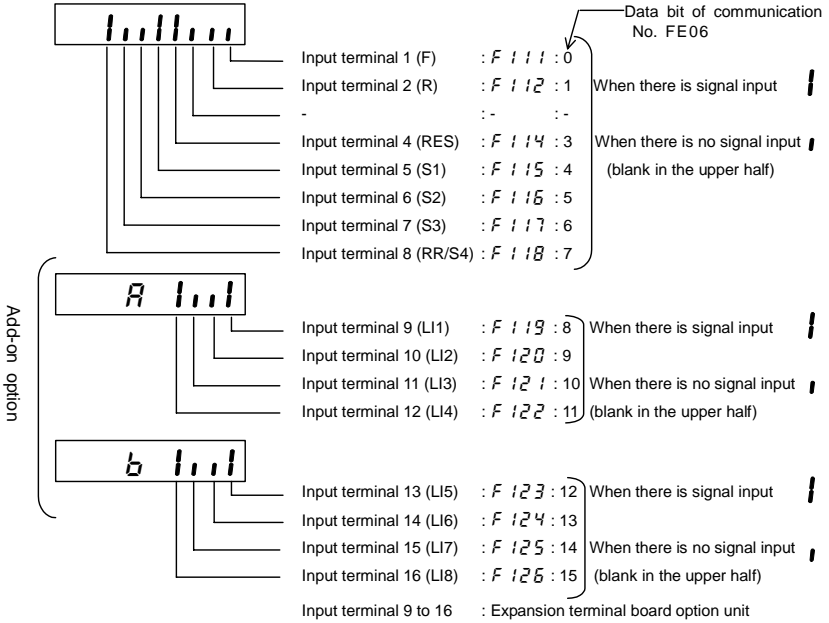 Data bit of communication
No. FE06
Input terminal 1 (F) : F111 : 0
Input terminal 2 (R) : F112 : 1 When there is signal input
- : - : -
Input terminal 4 (RES) : F114 : 3 When there is no signal input
Input terminal 5 (S1) : F115 : 4 (blank in the upper half)
Input terminal 6 (S2) : F116 : 5
Input terminal 7 (S3) : F117 : 6
Input terminal 8 (RR/S4) : F118 : 7
Add-on option
A
Input terminal 9 (LI1) : F119 : 8 When there is signal input
Input terminal 10 (LI2) : F120 : 9
Input terminal 11 (LI3) : F121 : 10 When there is no signal input
Input terminal 12 (LI4) : F122 : 11 (blank in the upper half)
b
Input terminal 13 (LI5) : F123 : 12 When there is signal input
Input terminal 14 (LI6) : F124 : 13
Input terminal 15 (LI7) : F125 : 14 When there is no signal input
Input terminal 16 (LI8) : F126 : 15 (blank in the upper half)
Input terminal 9 to 16 : Expansion terminal board option unit